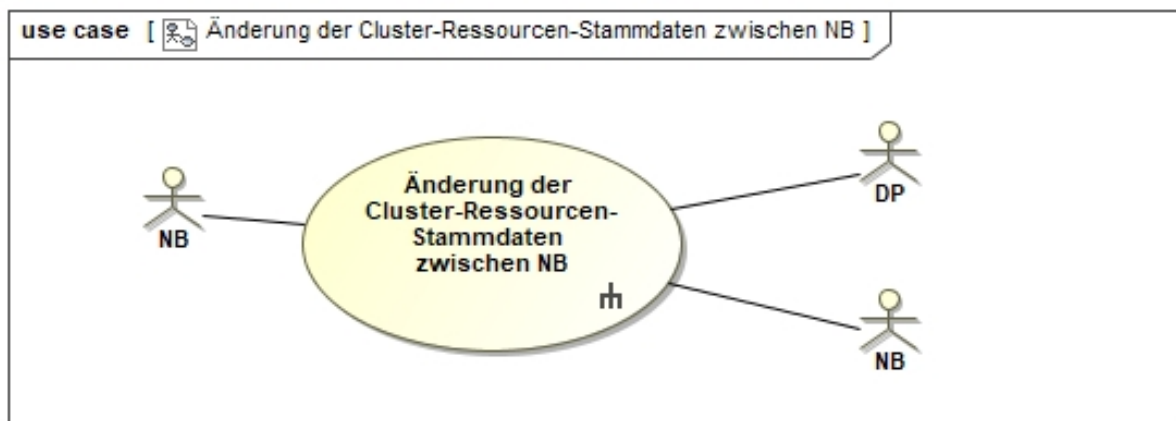 use case [ Änderung der Cluster-Ressourcen-Stammdaten zwischen NB ]
Änderung der
Cluster-Ressourcen-
Stammdaten
zwischen NB
NB
DP
NB